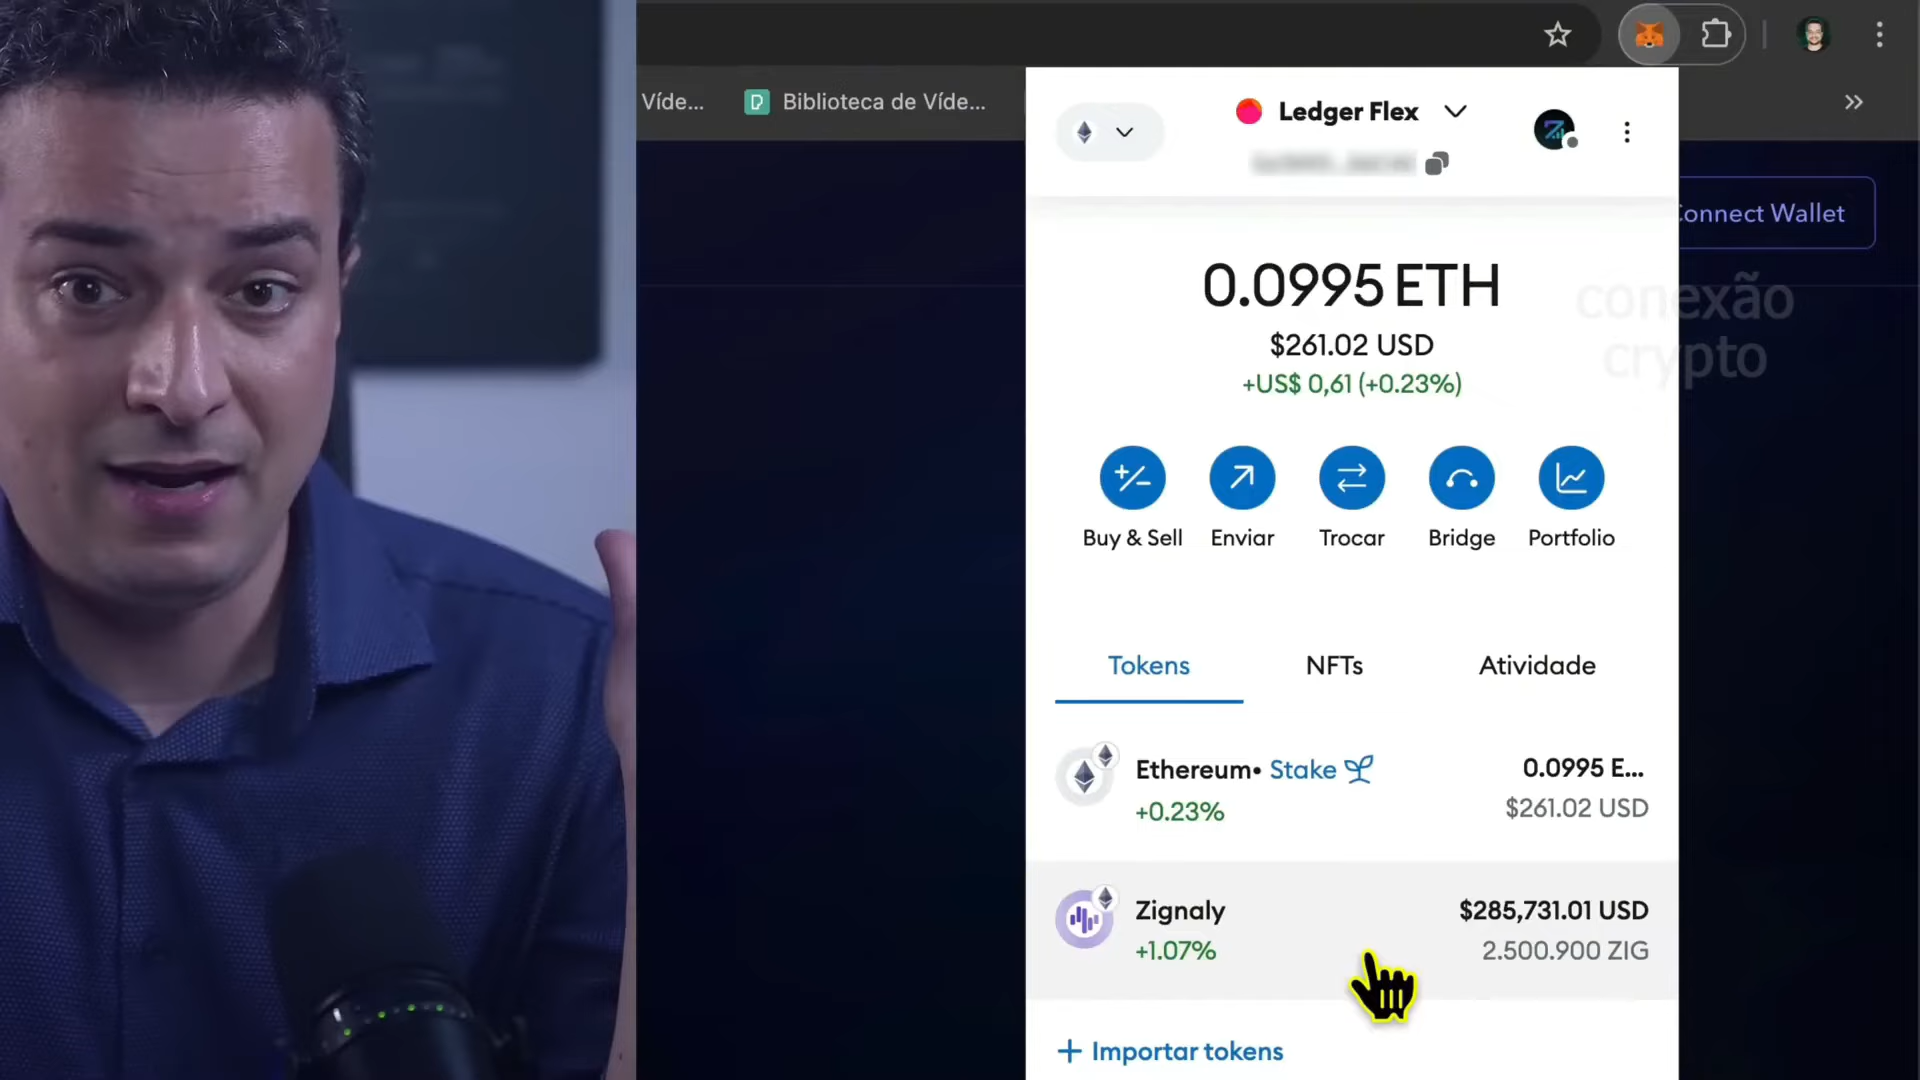 Víde...
Biblioteca de Víde...
Ledger Flex
onnect Wallet
0.0995 ETH
$261.02 USD
+US$ 0,61 (+0.23%)
conexão
crypto
Buy & Sell
Enviar
Trocar
Bridge
Portfolio
Tokens
NFTs
Atividade
Ethereum• Stake
0.0995 E...
+0.23%
$261.02 USD
Zignaly
$285,731.01 USD
+1.07%
2.500.900 ZIG
+ Importar tokens